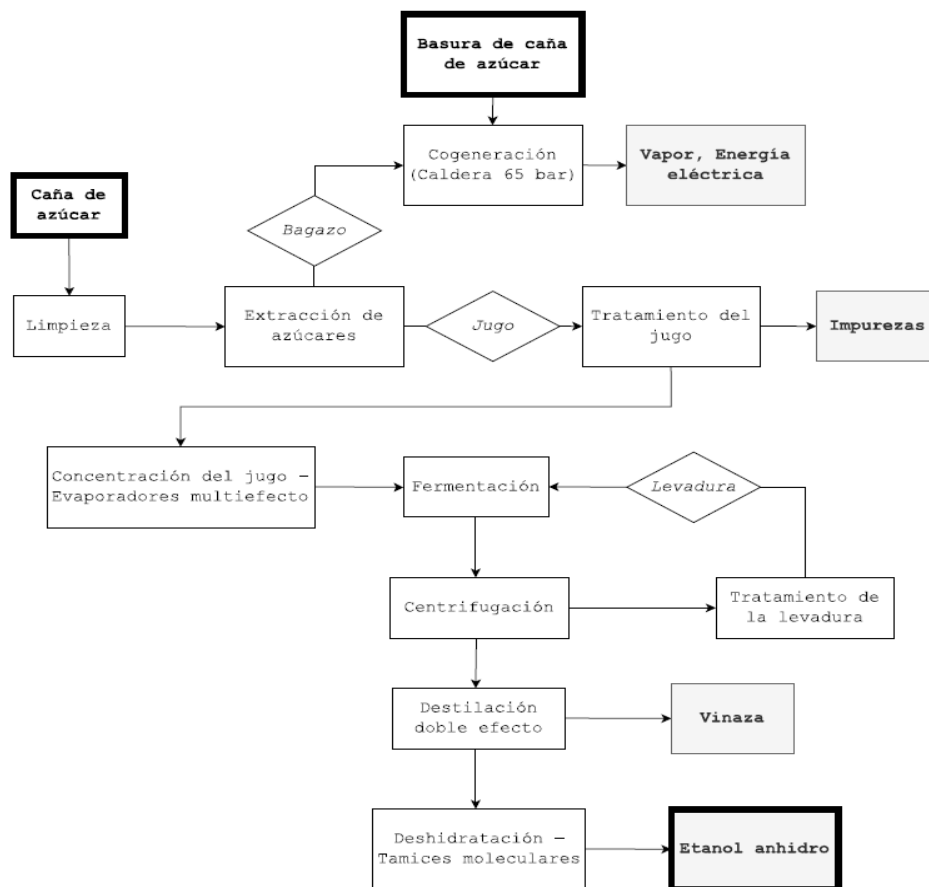 Basura de caña
de azúcar
Cogeneración
(Caldera 65 bar)
Vapor, Energía
eléctrica
Caña de
azúcar
Bagazo
Limpieza
Extracción de
azúcares
Jugo
Tratamiento del
jugo
Impurezas
Concentración del jugo –
Evaporadores multiefecto
Fermentación
Levadura
Centrifugación
Tratamiento de
la levadura
Destilación
doble efecto
Vinaza
Deshidratación –
Tamices moleculares
Etanol anhidro